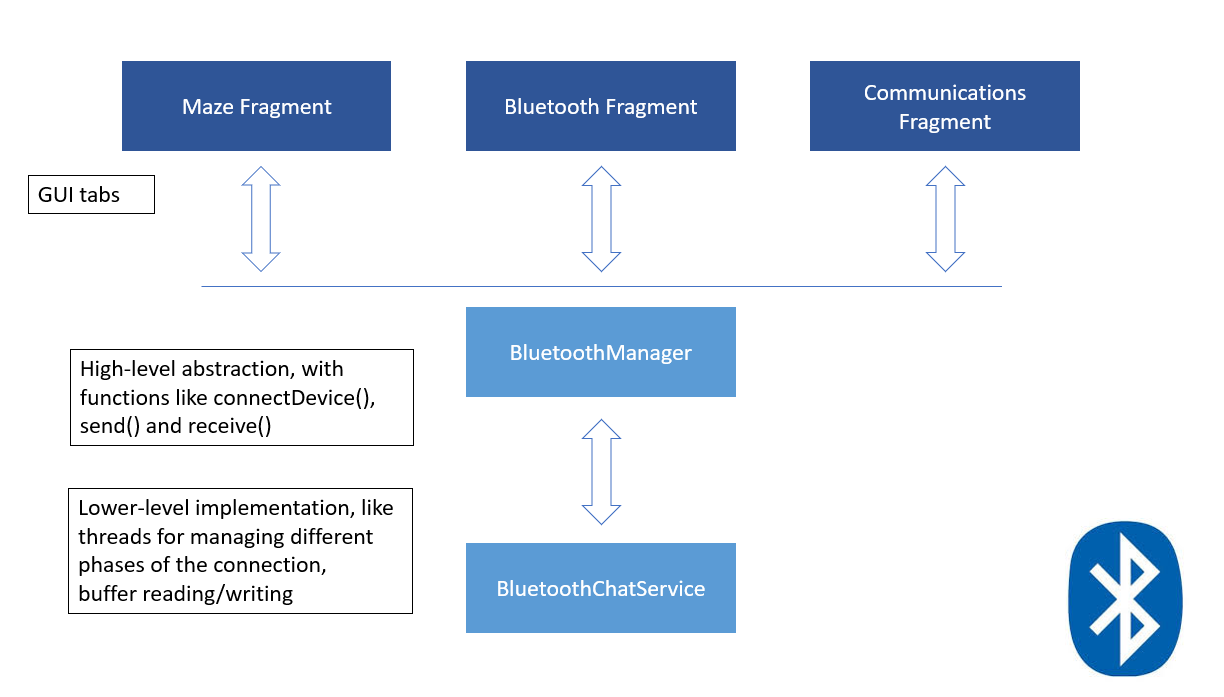 Maze Fragment
Bluetooth Fragment
Communications
Fragment
GUI tabs
BluetoothManager
High-level abstraction, with
functions like connectDevice(),
send() and receive()
Lower-level implementation, like
threads for managing different
phases of the connection,
buffer reading/writing
BluetoothChatService